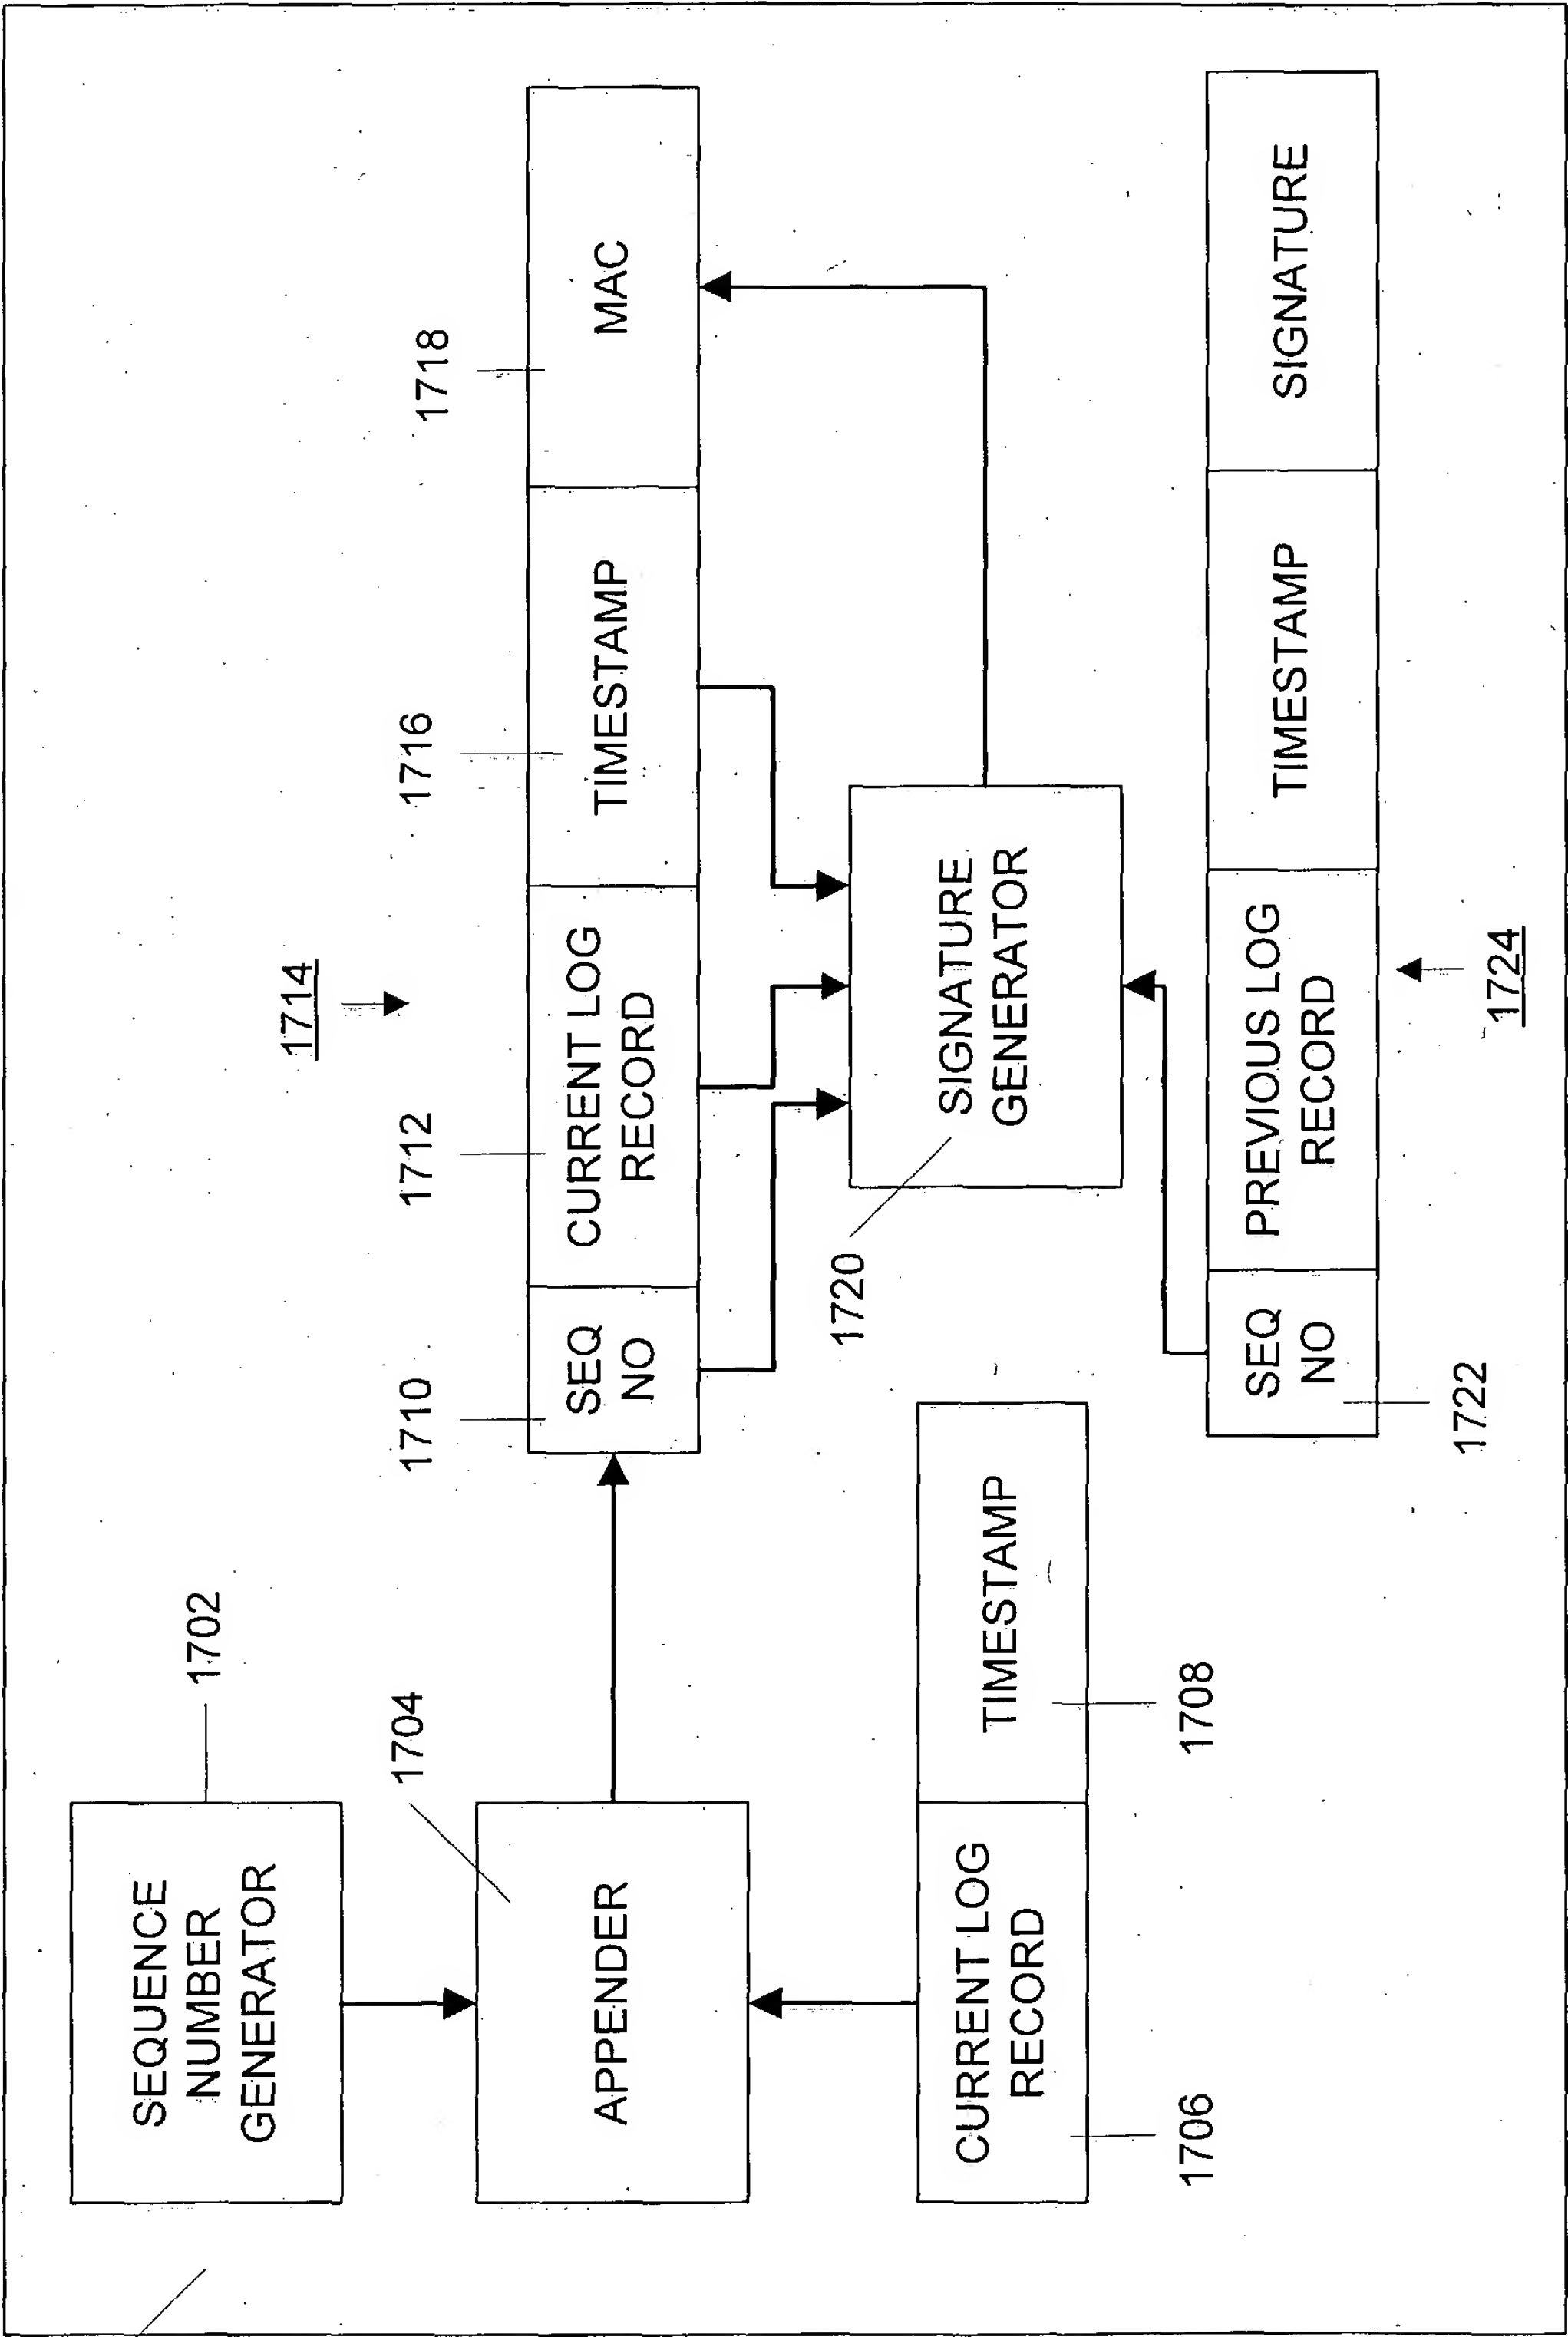 SEQUENCE
NUMBER
GENERATOR
1702
APPENDER
1704
CURRENT LOG
RECORD
TIMESTAMP
1706
1708
1714
1710
1712
1716
1718
SEQ
NO
CURRENT LOG
RECORD
TIMESTAMP
MAC
SIGNATURE
GENERATOR
1720
SEQ
NO
PREVIOUS LOG
RECORD
TIMESTAMP
SIGNATURE
1722
1724